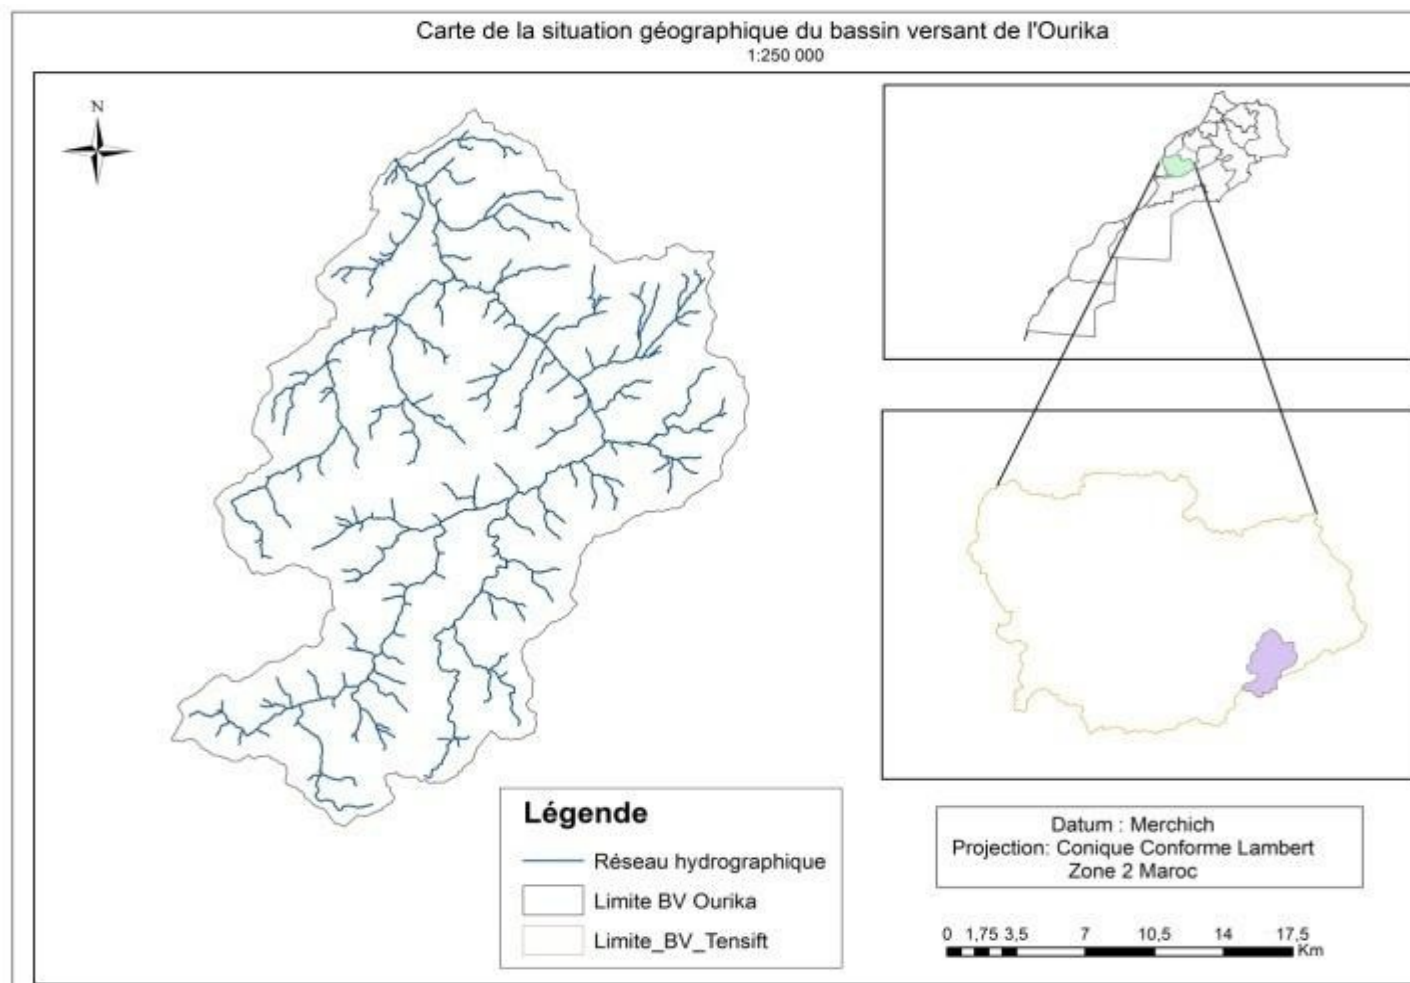 Carte de la situation géographique du bassin versant de l'Ourika
1:250 000
N
Légende
Réseau hydrographique
Limite BV Ourika
Limite_BV_Tensift
Datum : Merchich
Projection: Conique Conforme Lambert
Zone 2 Maroc
0 1,75 3,5 7 10,5 14 17,5
Km